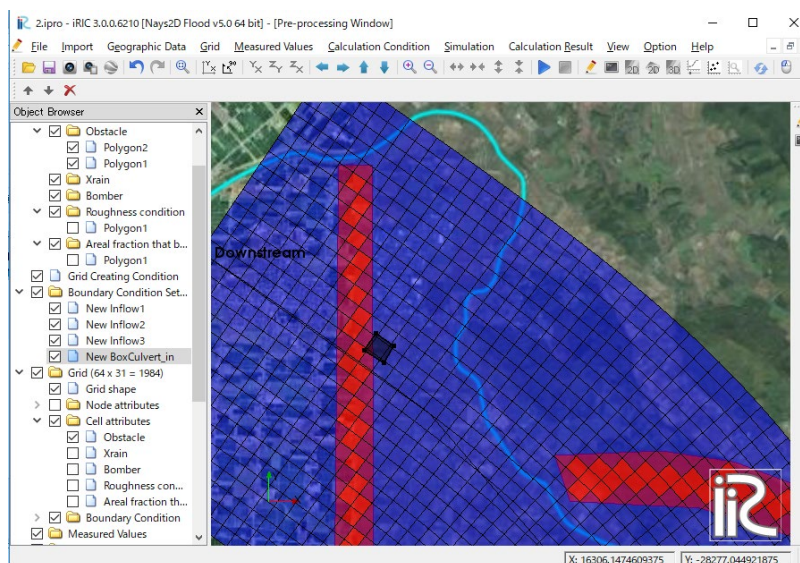 2.ipro - iRIC 3.0.0.6210 [Nays2D Flood v5.0 64 bit] - [Pre-processing Window]
File Import Geographic Data Grid Measured Values Calculation Condition Simulation Calculation Result View Option Help
Object Browser
Obstacle
Polygon2
Polygon1
Xrain
Bomber
Roughness condition
Polygon1
Areal fraction that b...
Polygon1
Grid Creating Condition
Boundary Condition Set...
New Inflow1
New Inflow2
New Inflow3
New BoxCulvert_in
Grid (64 x 31 = 1984)
Grid shape
Node attributes
Cell attributes
Obstacle
Xrain
Bomber
Roughness con...
Areal fraction th...
Boundary Condition
Measured Values
Downstream
iRIC
X: 16306.1474609375 Y: -28277.044921875